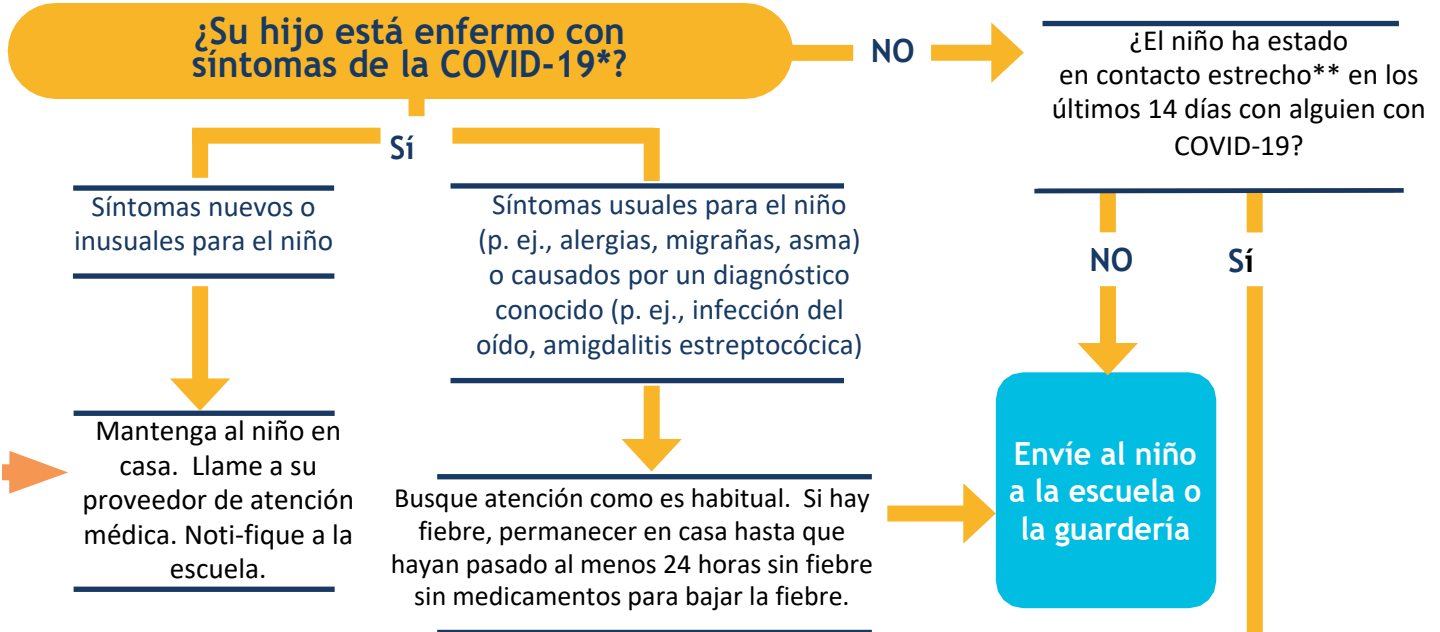 ¿Su hijo está enfermo con
síntomas de la COVID-19*?
NO
¿El niño ha estado
en contacto estrecho** en los
últimos 14 días con alguien con
COVID-19?
Sí
Síntomas nuevos o
inusuales para el niño
Síntomas usuales para el niño
(p. ej., alergias, migrañas, asma)
o causados por un diagnóstico
conocido (p. ej., infección del
oído, amigdalitis estreptocócica)
NO
Sí
Mantenga al niño en
casa. Llame a su
proveedor de atención
médica. Noti-fique a la
escuela.
Busque atención como es habitual. Si hay
fiebre, permanecer en casa hasta que
hayan pasado al menos 24 horas sin fiebre
sin medicamentos para bajar la fiebre.
Envíe al niño
a la escuela o
la guardería